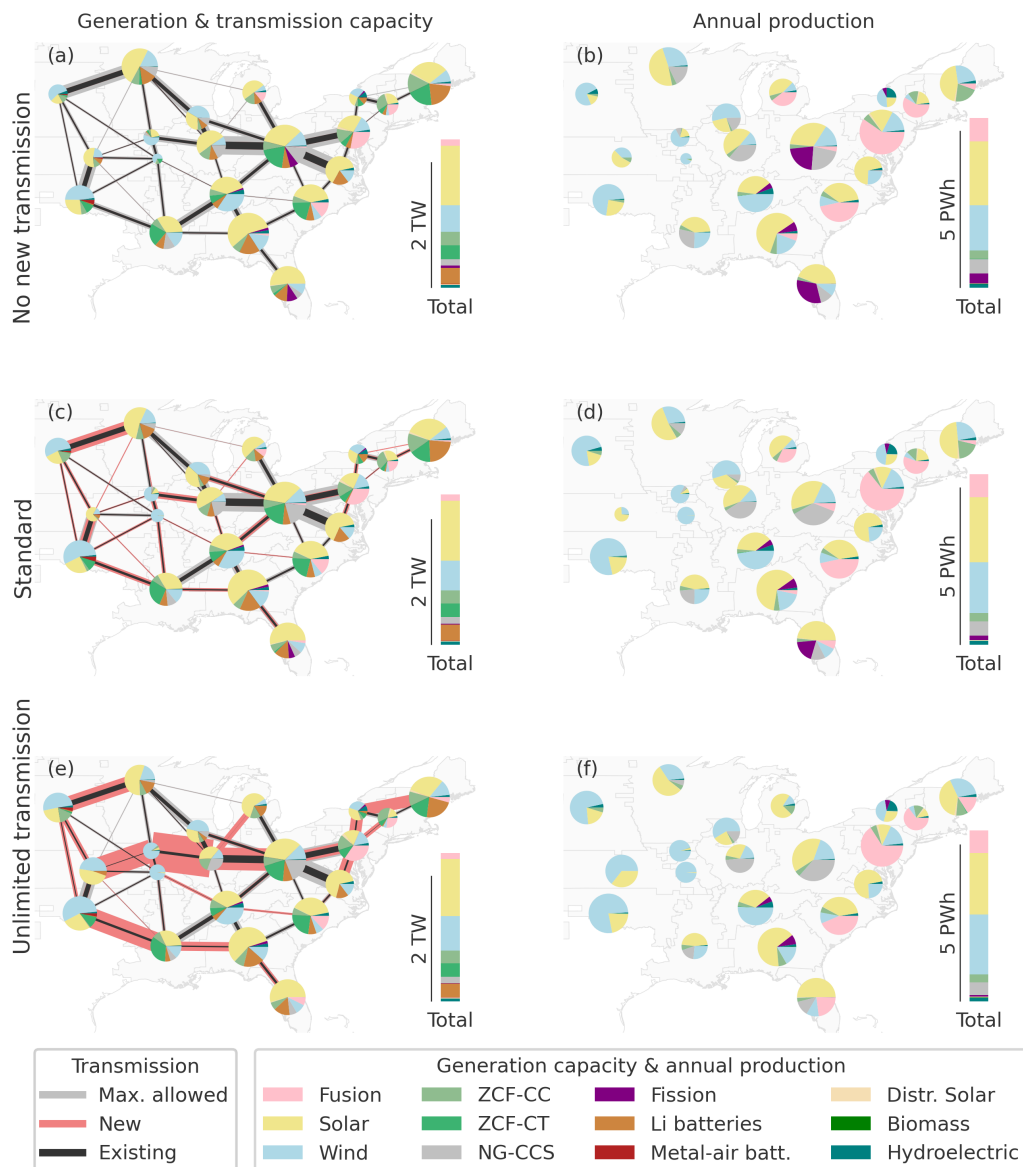 Generation & transmission capacity
Annual production
No new transmission
(a)
2 TW
Total
(b)
5 PWh
Total
Standard
(c)
2 TW
Total
(d)
5 PWh
Total
Unlimited transmission
(e)
2 TW
Total
(f)
5 PWh
Total
Transmission
Max. allowed
New
Existing
Generation capacity & annual production
Fusion
Solar
Wind
ZCF-CC
ZCF-CT
NG-CCS
Fission
Li batteries
Metal-air batt.
Distr. Solar
Biomass
Hydroelectric